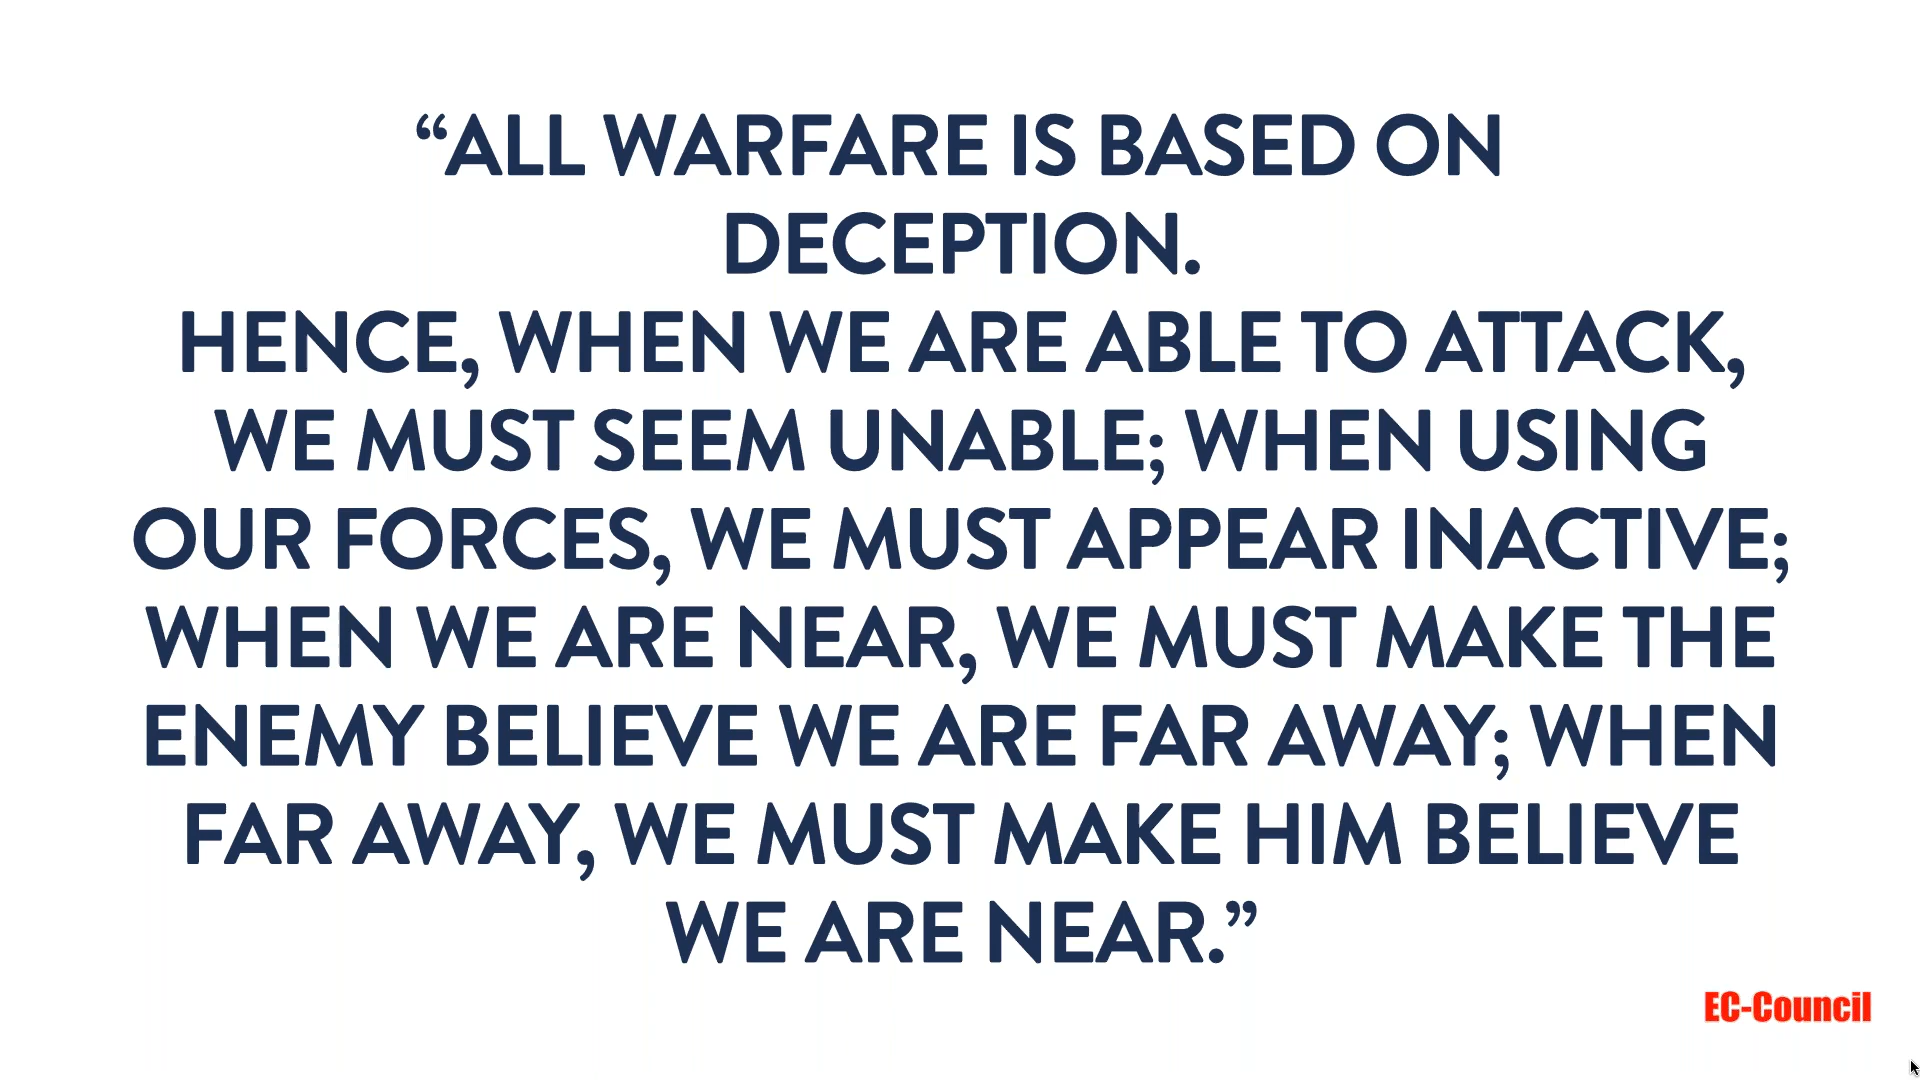 “ALL WARFARE IS BASED ON
DECEPTION.
HENCE, WHEN WE ARE ABLE TO ATTACK,
WE MUST SEEM UNABLE; WHEN USING
OUR FORCES, WE MUST APPEAR INACTIVE;
WHEN WE ARE NEAR, WE MUST MAKE THE
ENEMY BELIEVE WE ARE FAR AWAY; WHEN
FAR AWAY, WE MUST MAKE HIM BELIEVE
WE ARE NEAR.”
EC-Council